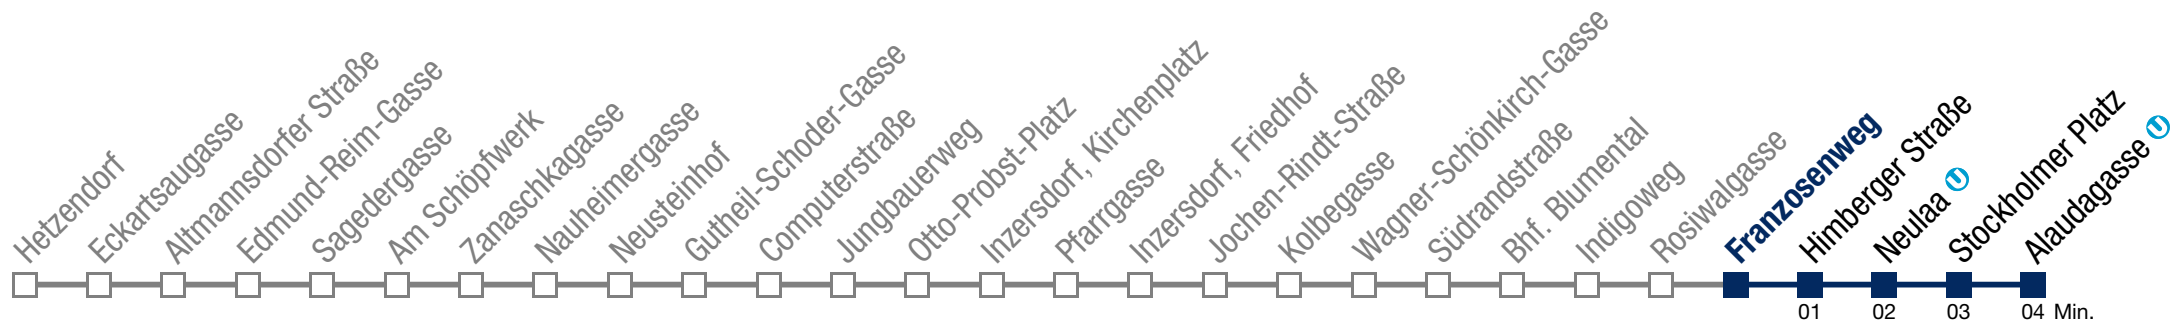 Hetzendorf
Eckartsaugasse
Altmannsdorfer Straße
Edmund-Reim-Gasse
Sagedergasse
Am Schöpfwerk
Zanaschkagasse
Nauheimergasse
Neusteinhof
Gutheil-Schoder-Gasse
Computerstraße
Jungbauerweg
Otto-Probst-Platz
Inzersdorf, Kirchenplatz
Pfarrgasse
Inzersdorf, Friedhof
Jochen-Rindt-Straße
Kolbegasse
Wagner-Schönkirch-Gasse
Südrandstraße
Bhf. Blumental
Indigoweg
Rosiwalgasse
Franzosenweg
Himberger Straße
Neulaa U
Stockholmer Platz
Alaudagasse U
01 02 03 04 Min.